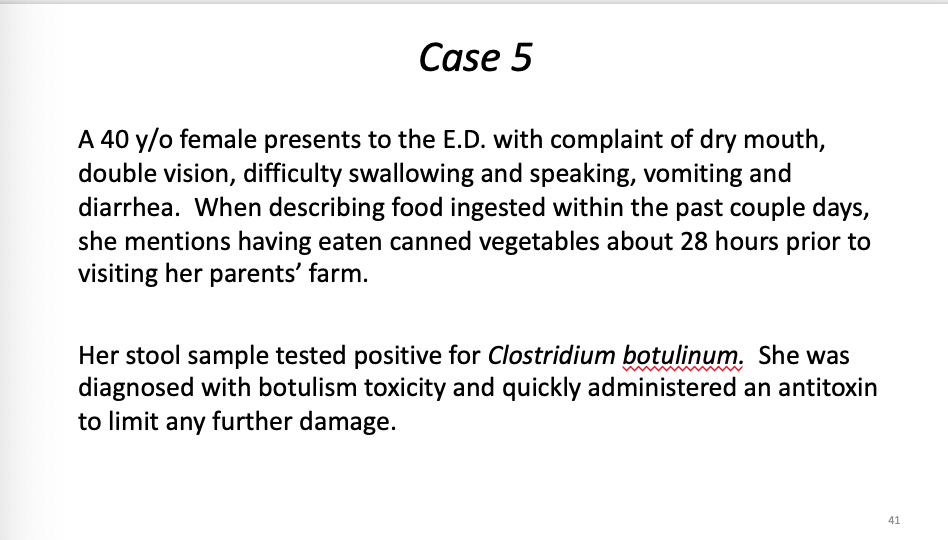 Case 5
A 40 y/o female presents to the E.D. with complaint of dry mouth,
double vision, difficulty swallowing and speaking, vomiting and
diarrhea.  When describing food ingested within the past couple days,
she mentions having eaten canned vegetables about 28 hours prior to
visiting her parents’ farm.
Her stool sample tested positive for Clostridium botulinum.  She was
diagnosed with botulism toxicity and quickly administered an antitoxin
to limit any further damage.
41